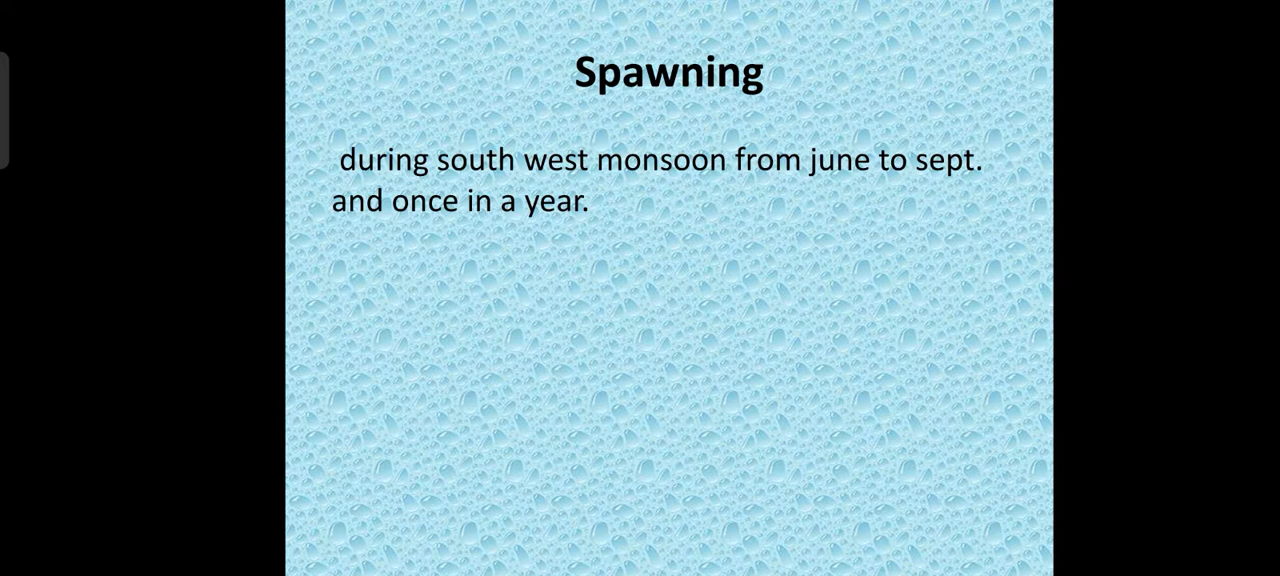 Spawning
during south west monsoon from june to sept.
and once in a year.